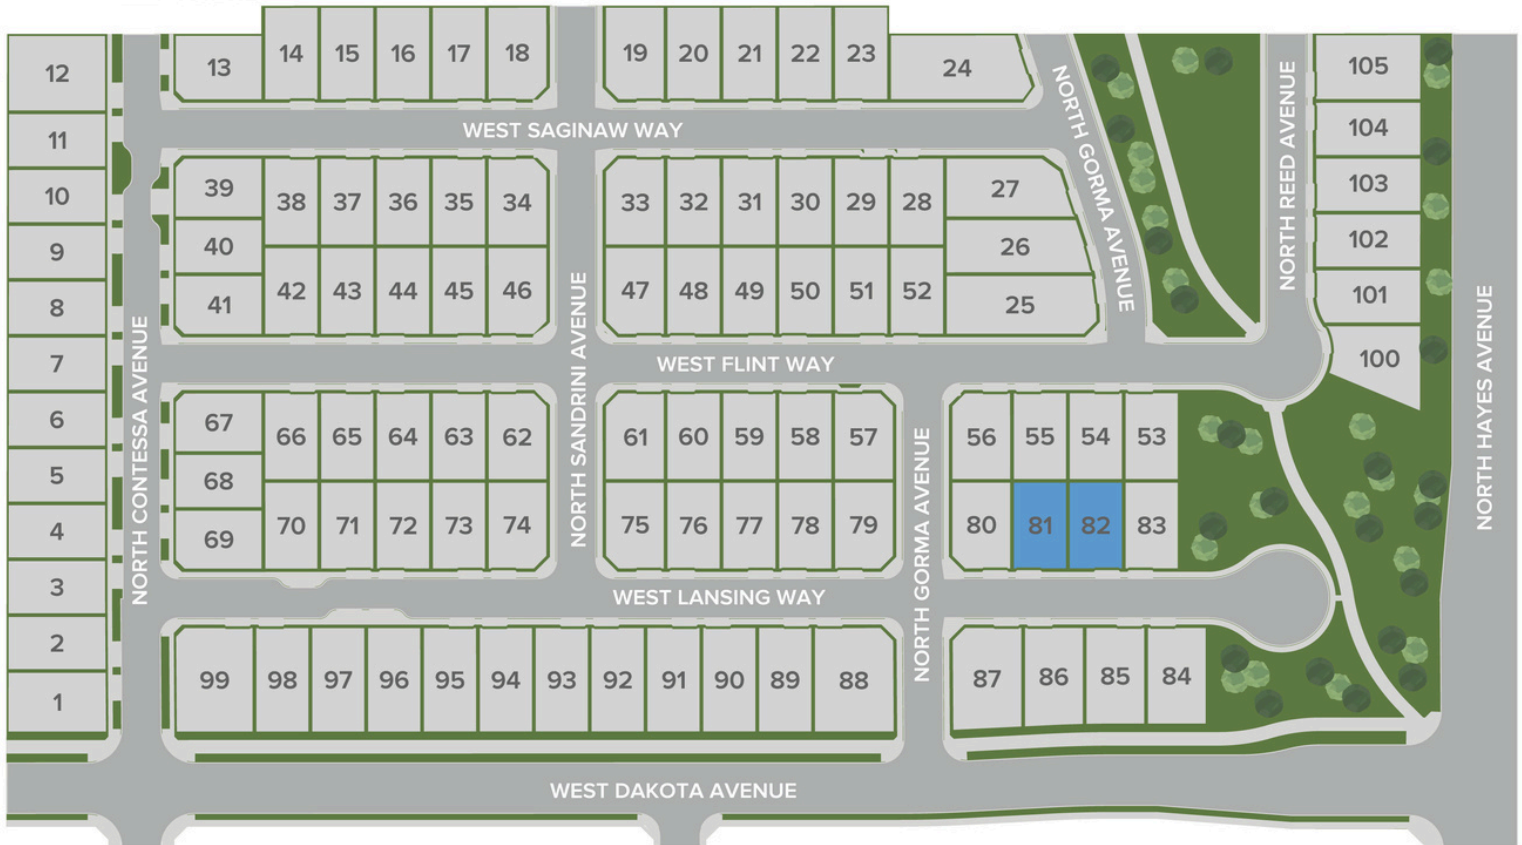 12
13
14 15 16 17 18
19 20 21 22 23
24
105
WEST SAGINAW WAY
11
104
10
39
38 37 36 35 34
33 32 31 30 29 28
27
103
NORTH GORMA AVENUE
NORTH REED AVENUE
9
40
26
102
8
41
42 43 44 45 46
47 48 49 50 51 52
25
101
7
WEST FLINT WAY
100
NORTH CONTESSA AVENUE
NORTH SANDRINI AVENUE
NORTH HAYES AVENUE
6
67
66 65 64 63 62
61 60 59 58 57
56 55 54 53
5
68
4
69
70 71 72 73 74
75 76 77 78 79
80 81 82 83
NORTH GORMA AVENUE
3
WEST LANSING WAY
2
99 98 97 96 95 94 93 92 91 90 89 88
87 86 85 84
1
WEST DAKOTA AVENUE